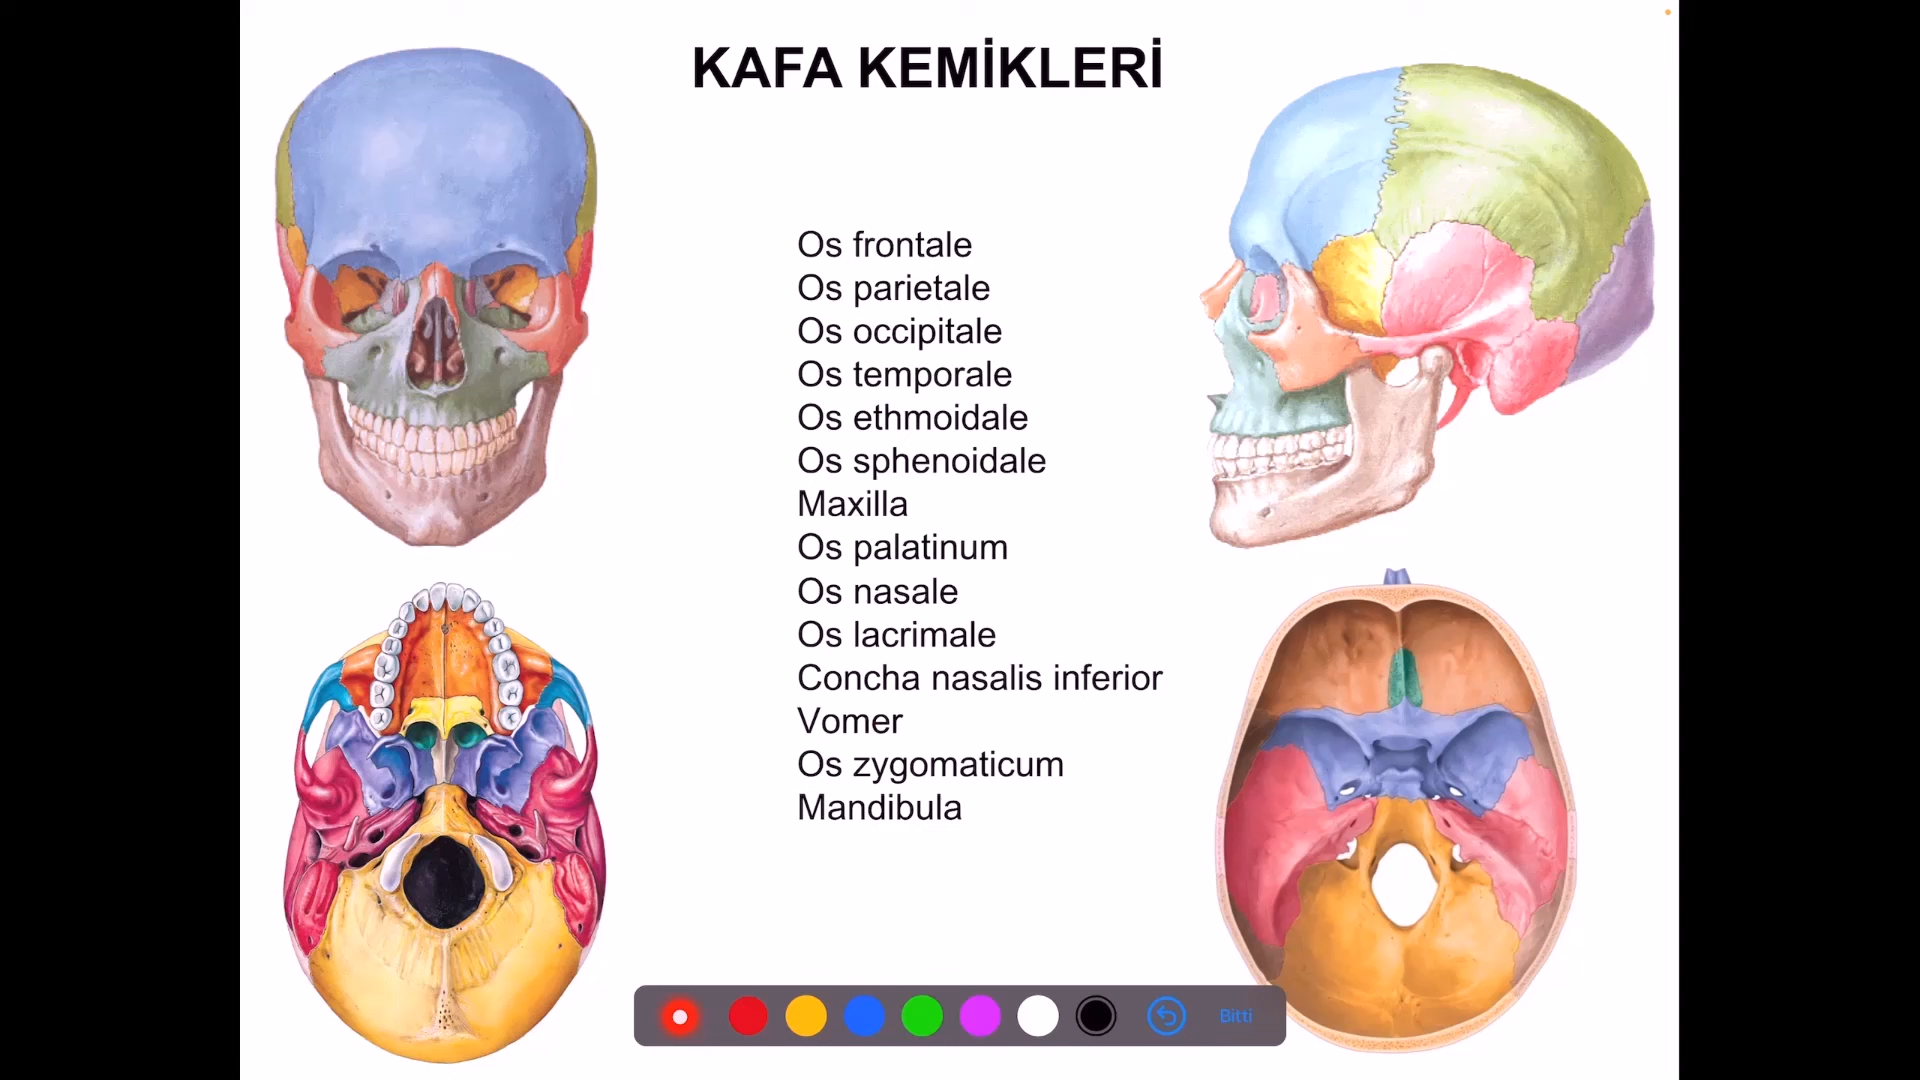 KAFA KEMİKLERİ
Os frontale
Os parietale
Os occipitale
Os temporale
Os ethmoidale
Os sphenoidale
Maxilla
Os palatinum
Os nasale
Os lacrimale
Concha nasalis inferior
Vomer
Os zygomaticum
Mandibula
Bitti